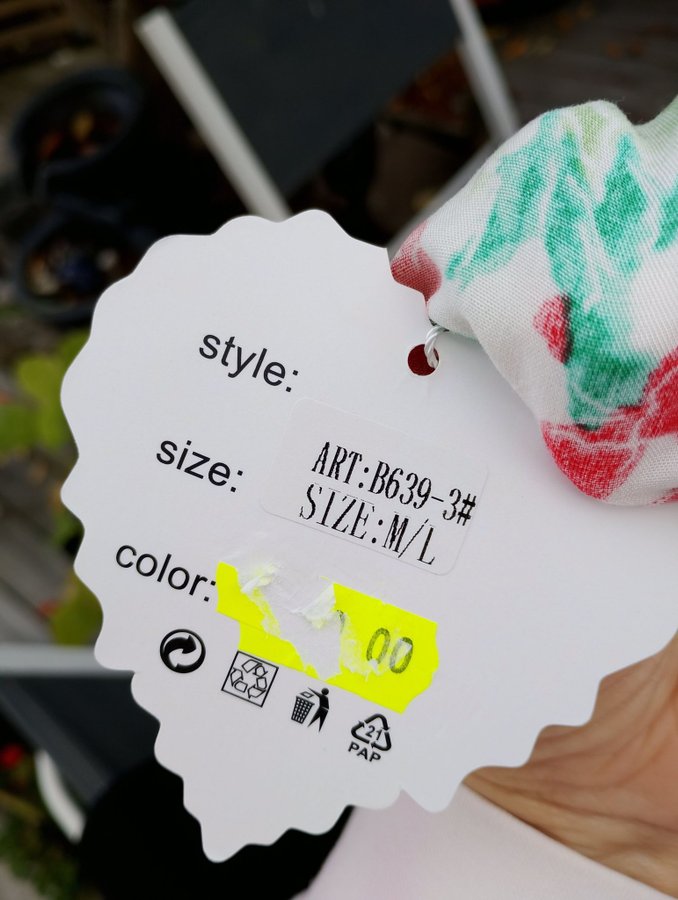 style:
size:
ART:B639-3#
SIZE:M/L
color:
00
21
PAP